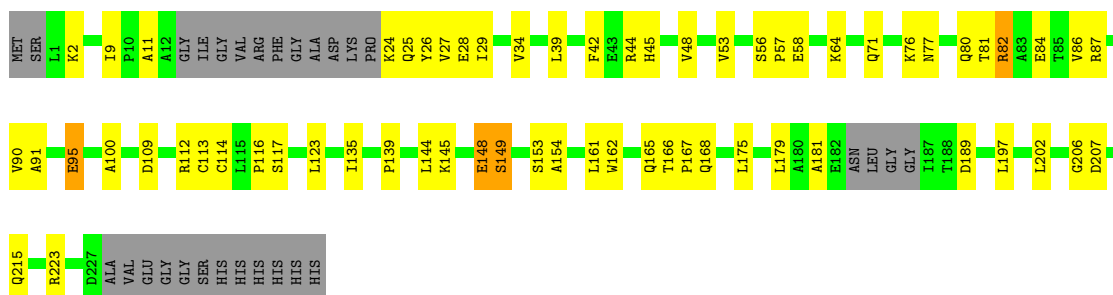 MET SER L1 K2 I9 P10 A11 A12 GLY ILE GLY VAL ARG PHE GLY ALA ASP LYS PRO K24 Q25 Y26 V27 E28 I29 V34 L39 F42 E43 R44 H45 V48 V53 S56 P57 E58 K64 Q71 K76 N77 Q80 T81 R82 A83 E84 T85 V86 R87
V90 A91 E95 A100 D109 R112 C113 C114 L115 P116 S117 L123 I135 P139 L144 K145 E148 S149 S153 A154 L161 W162 Q165 T166 P167 Q168 L175 L179 A180 A181 E182 ASN LEU GLY GLY I187 T188 D189 L197 L202 G206 D207
Q215 R223 D227 ALA VAL GLU GLY GLY SER HIS HIS HIS HIS HIS HIS